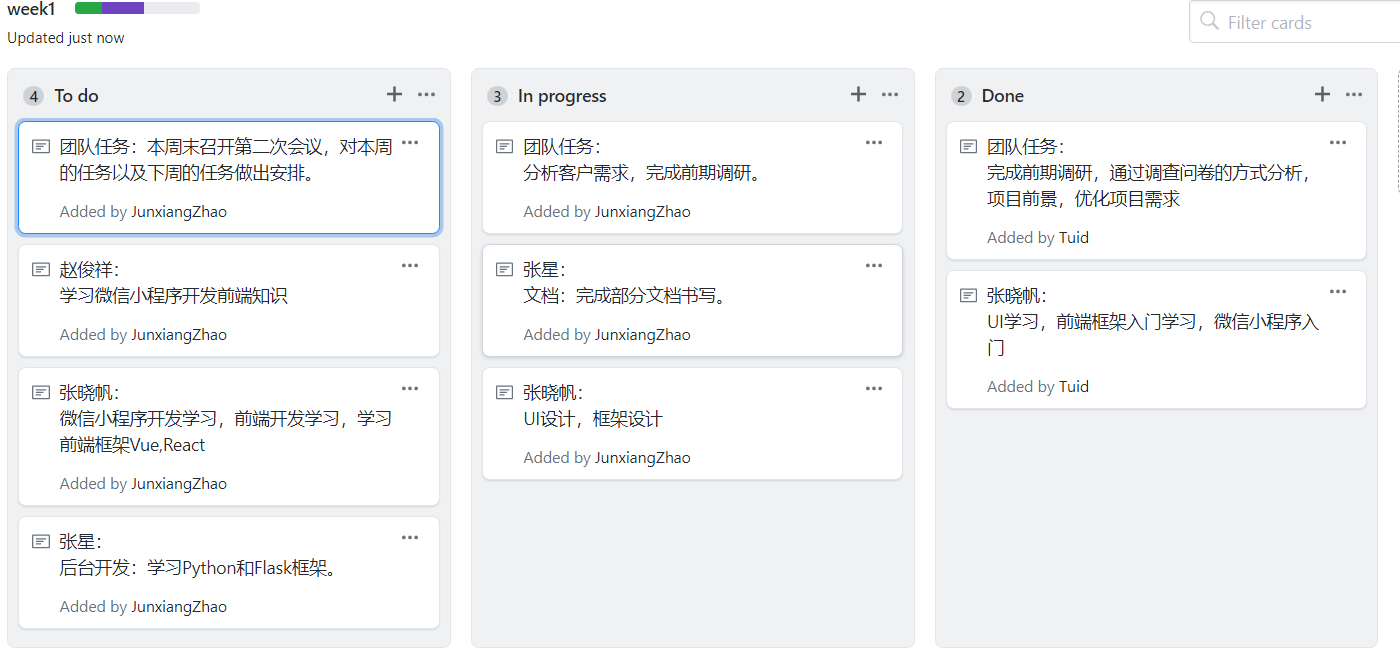 week1
Updated just now
Filter cards
4 To do
团队任务：本周末召开第二次会议，对本周
的任务以及下周的任务做出安排。
Added by JunxiangZhao
赵俊祥：
学习微信小程序开发前端知识
Added by JunxiangZhao
张晓帆：
微信小程序开发学习，前端开发学习，学习
前端框架Vue,React
Added by JunxiangZhao
张星：
后台开发：学习Python和Flask框架。
Added by JunxiangZhao
3 In progress
团队任务：
分析客户需求，完成前期调研。
Added by JunxiangZhao
张星：
文档：完成部分文档书写。
Added by JunxiangZhao
张晓帆：
UI设计，框架设计
Added by JunxiangZhao
2 Done
团队任务：
完成前期调研，通过调查问卷的方式分析，
项目前景，优化项目需求
Added by Tuid
张晓帆：
UI学习，前端框架入门学习，微信小程序入
门
Added by Tuid